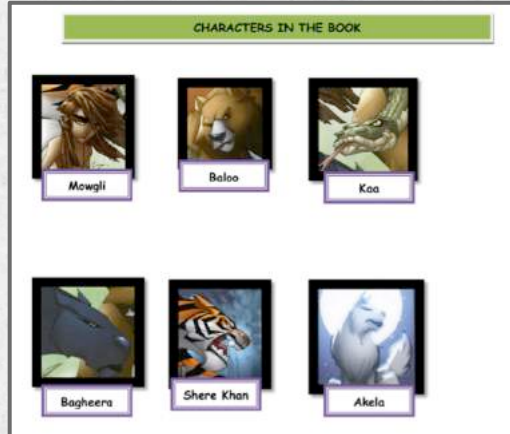 CHARACTERS IN THE BOOK
Mowgli
Baloo
Kaa
Bagheera
Shere Khan
Akela